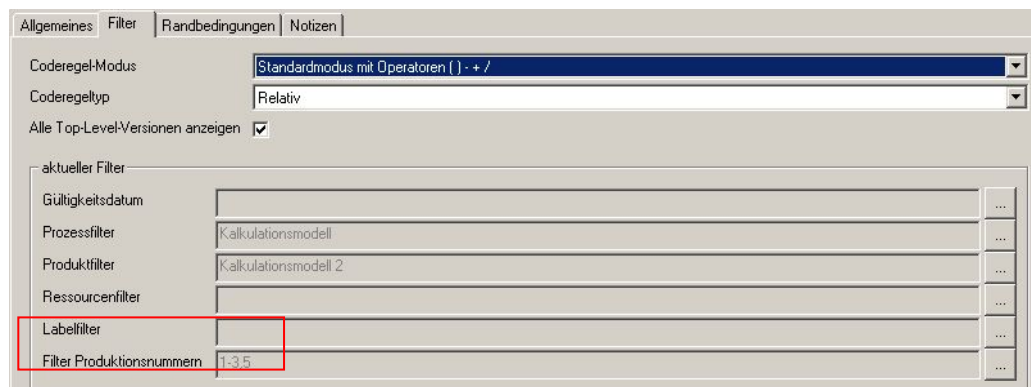 Allgemeines Filter Randbedingungen Notizen
Coderegel-Modus Standardmodus mit Operatoren ( ) - + /
Coderegeltyp Relativ
Alle Top-Level-Versionen anzeigen
aktueller Filter
Gültigkeitsdatum ...
Prozessfilter Kalkulationsmodell ...
Produktfilter Kalkulationsmodell 2 ...
Ressourcenfilter ...
Labelfilter ...
Filter Produktionsnummern 1-3,5 ...